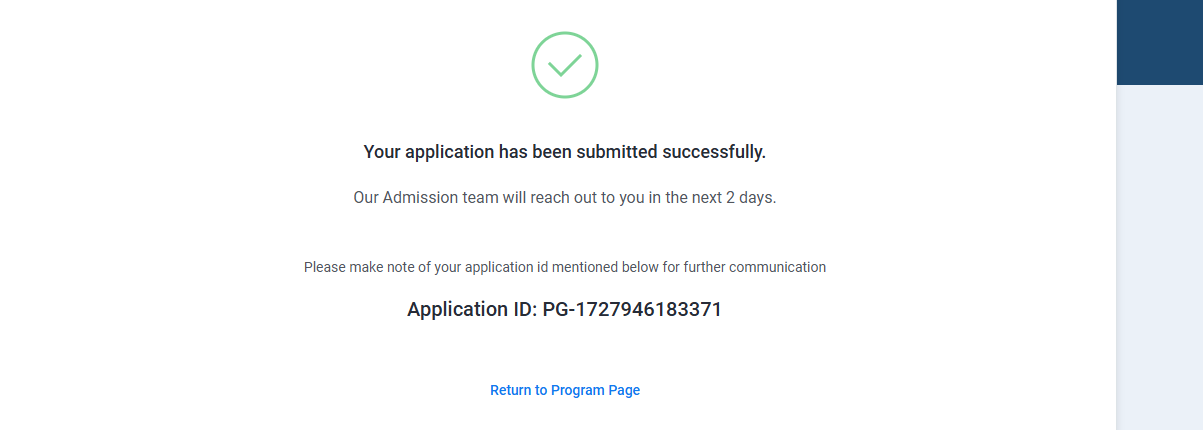 Your application has been submitted successfully.
Our Admission team will reach out to you in the next 2 days.
Please make note of your application id mentioned below for further communication
Application ID: PG-1727946183371
Return to Program Page